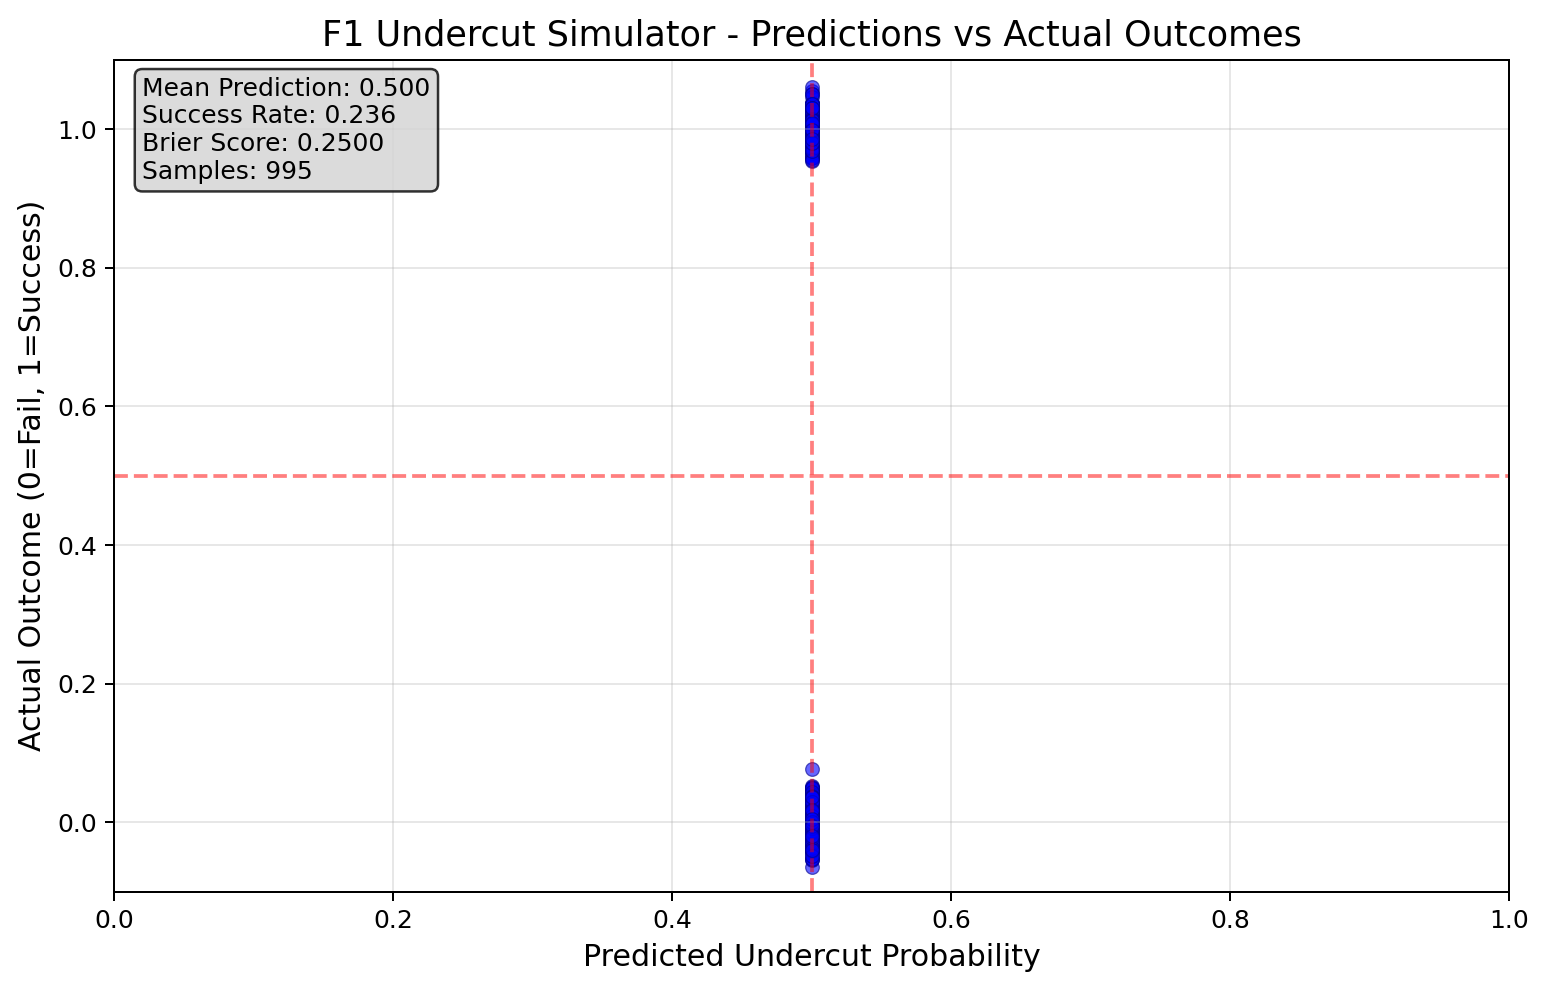 F1 Undercut Simulator - Predictions vs Actual Outcomes
Mean Prediction: 0.500
Success Rate: 0.236
Brier Score: 0.2500
Samples: 995
Actual Outcome (0=Fail, 1=Success)
1.0
0.8
0.6
0.4
0.2
0.0
0.0 0.2 0.4 0.6 0.8 1.0
Predicted Undercut Probability